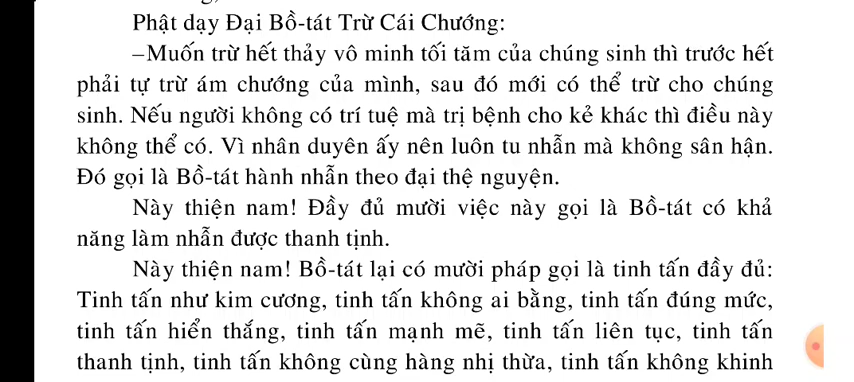 Phật dạy Đại Bồ-tát Trừ Cái Chướng:
–Muốn trừ hết thảy vô minh tối tăm của chúng sinh thì trước hết
phải tự trừ ám chướng của mình, sau đó mới có thể trừ cho chúng
sinh. Nếu người không có trí tuệ mà trị bệnh cho kẻ khác thì điều này
không thể có. Vì nhân duyên ấy nên luôn tu nhẫn mà không sân hận.
Đó gọi là Bồ-tát hành nhẫn theo đại thệ nguyện.
Này thiện nam! Đầy đủ mười việc này gọi là Bồ-tát có khả
năng làm nhẫn được thanh tịnh.
Này thiện nam! Bồ-tát lại có mười pháp gọi là tinh tấn đầy đủ:
Tinh tấn như kim cương, tinh tấn không ai bằng, tinh tấn đúng mức,
tinh tấn hiển thắng, tinh tấn mạnh mẽ, tinh tấn liên tục, tinh tấn
thanh tịnh, tinh tấn không cùng hàng nhị thừa, tinh tấn không khinh